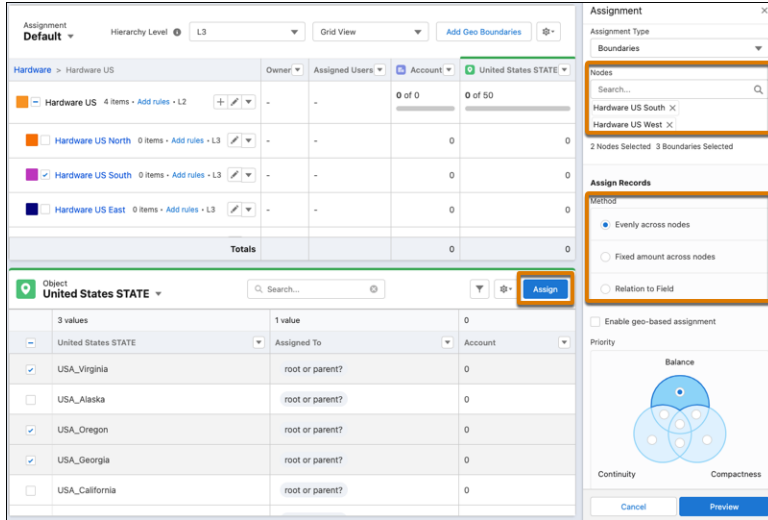 Assignment
Default
Hierarchy Level
L3
Grid View
Add Geo Boundaries
Hardware > Hardware US
Owner
Assigned Users
Account
United States STATE
Hardware US 4 items • Add rules • L2
-
-
0 of 0
0 of 50
Hardware US North 0 items • Add rules • L3
-
-
0
0
Hardware US South 0 items • Add rules • L3
-
-
0
0
Hardware US East 0 items • Add rules • L3
-
-
0
0
Totals
0
0
Object
United States STATE
Search...
Assign
3 values
1 value
0
United States STATE
Assigned To
Account
USA_Virginia
root or parent?
0
USA_Alaska
root or parent?
0
USA_Oregon
root or parent?
0
USA_Georgia
root or parent?
0
USA_California
root or parent?
0
Assignment
Assignment Type
Boundaries
Nodes
Search...
Hardware US South
Hardware US West
2 Nodes Selected 3 Boundaries Selected
Assign Records
Method
Evenly across nodes
Fixed amount across nodes
Relation to Field
Enable geo-based assignment
Priority
Balance
Continuity
Compactness
Cancel
Preview